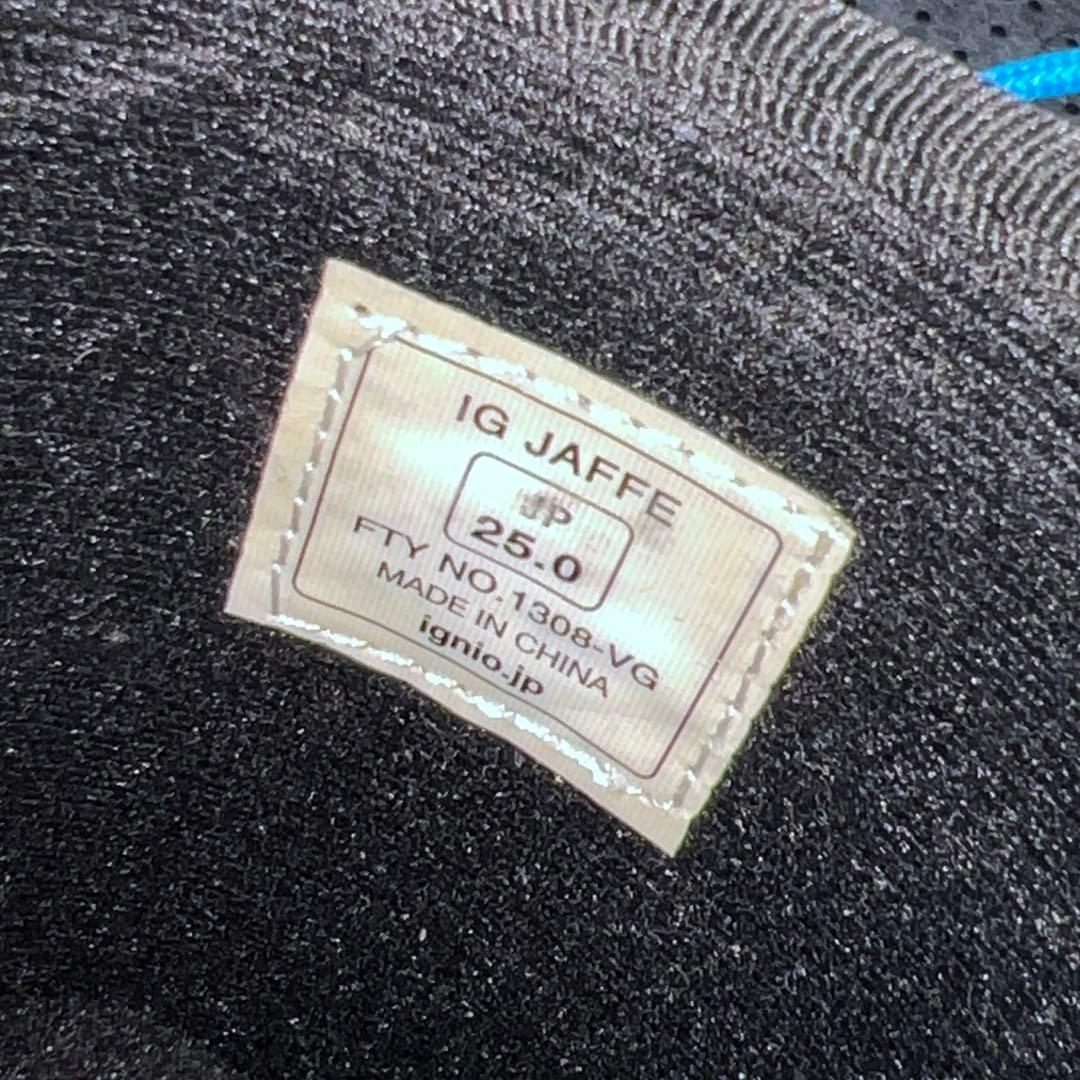 IG JAFFE
JP
25.0
FTY NO.1308-VG
MADE IN CHINA
ignio.jp